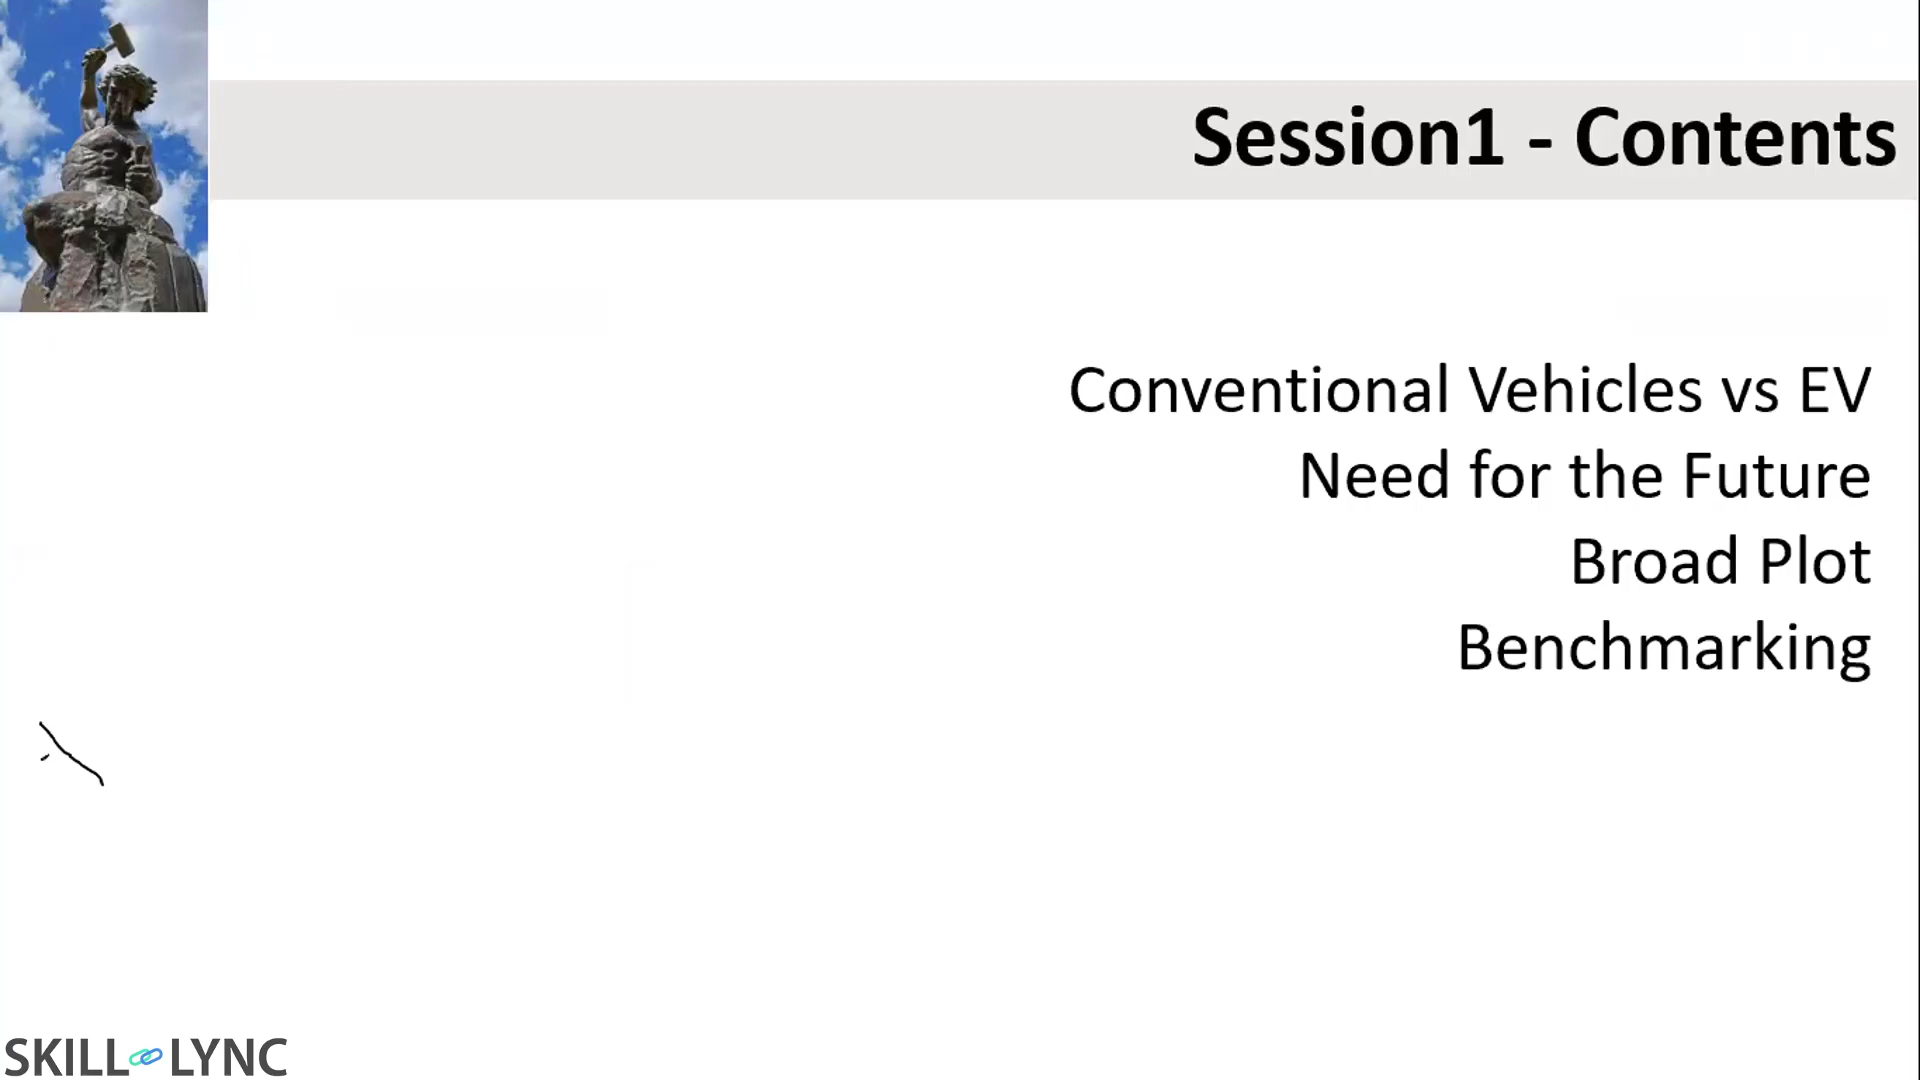 Session1 - Contents
Conventional Vehicles vs EV
Need for the Future
Broad Plot
Benchmarking
SKILL LYNC